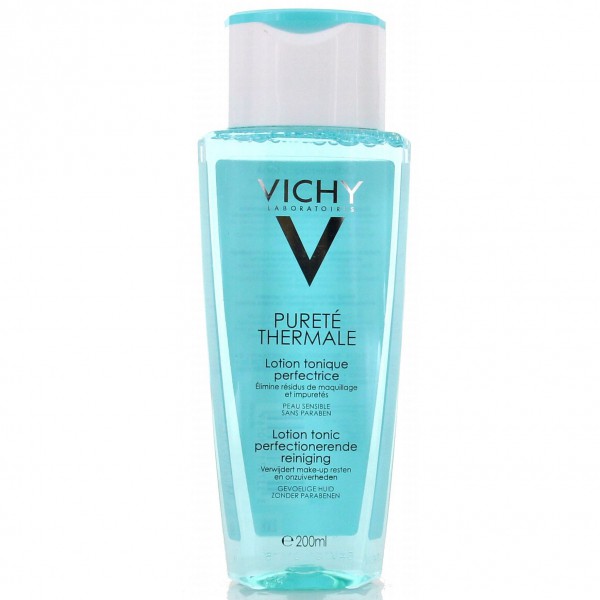 VICHY
LABORATOIRES
V
PURETÉ
THERMALE
Lotion tonique
perfectrice
Élimine résidus de maquillage
et impuretés
PEAU SENSIBLE
SANS PARABEN
Lotion tonic
perfectionerende
reiniging
Verwijdert make-up resten
en onzuiverheden
GEVOELIGE HUID
ZONDER PARABENEN
℮200ml